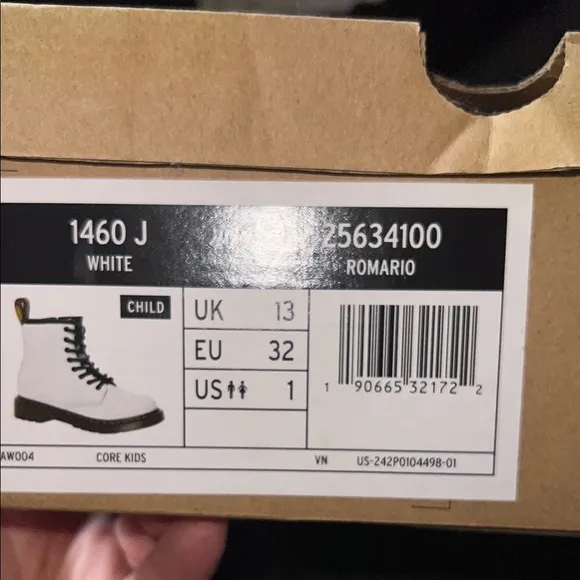 1460 J
WHITE
25634100
ROMARIO
CHILD
UK 13
EU 32
US 1
1 90665 32172 2
AW004
CORE KIDS
VN
US-242P0104498-01